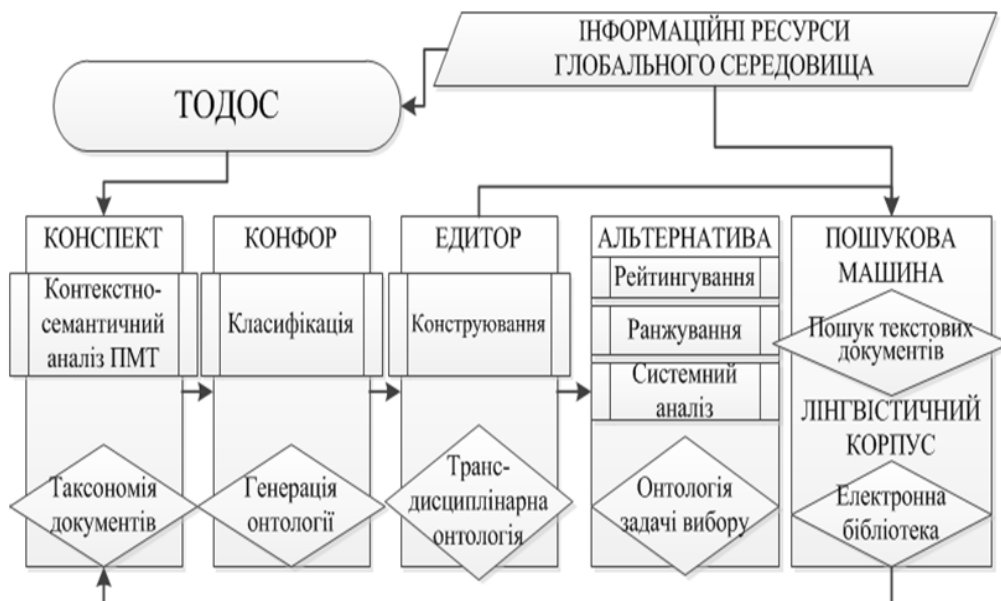 ІНФОРМАЦІЙНІ РЕСУРСИ
ГЛОБАЛЬНОГО СЕРЕДОВИЩА
ТОДОС
КОНСПЕКТ
Контекстно-
семантичний
аналіз ПМТ
Таксономія
документів
КОНФОР
Класифікація
Генерація
онтології
ЕДИТОР
Конструювання
Транс-
дисциплінарна
онтологія
АЛЬТЕРНАТИВА
Рейтингування
Ранжування
Системний
аналіз
Онтологія
задачі вибору
ПОШУКОВА
МАШИНА
Пошук текстових
документів
ЛІНГВІСТИЧНИЙ
КОРПУС
Електронна
бібліотека